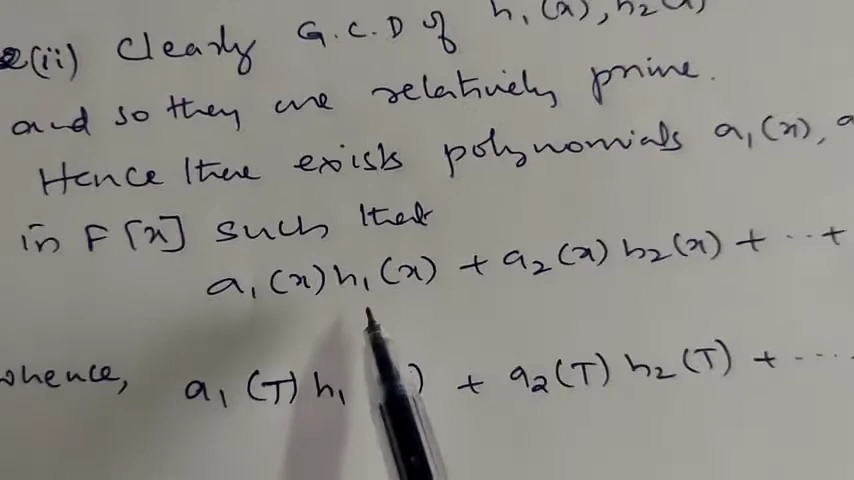 (ii) Clearly G.C.D of h₁(x), h₂(x)
and so they are relatively prime.
Hence there exists polynomials a₁(x), a
in F[x] such that
a₁(x)h₁(x) + a₂(x) h₂(x) + ... +
whence, a₁(T) h₁ ) + a₂(T) h₂(T) + ....